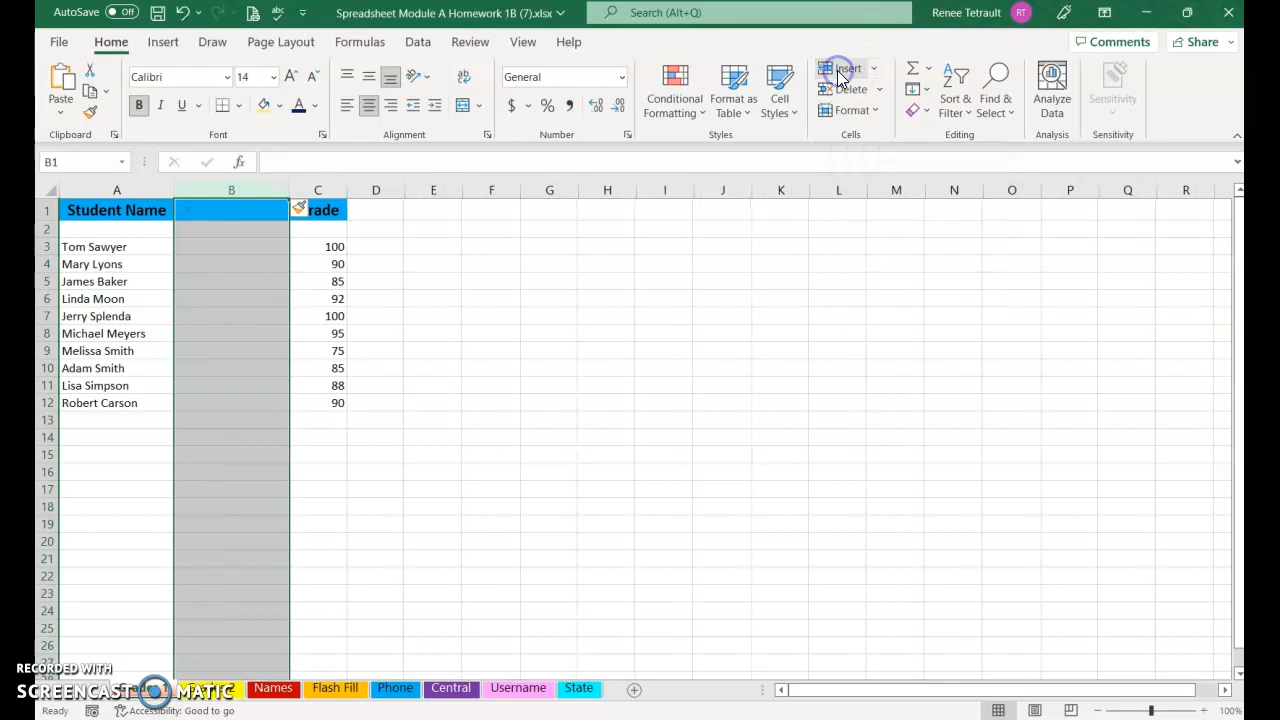 AutoSave Off
Spreadsheet Module A Homework 1B (7).xlsx
Search (Alt+Q)
Renee Tetrault RT
File Home Insert Draw Page Layout Formulas Data Review View Help
Comments Share
Paste
Calibri 14
B I U
General
$ % 9
Conditional Formatting
Format as Table
Cell Styles
Insert
Delete
Format
Sort & Filter
Find & Select
Analyze Data
Sensitivity
Clipboard Font Alignment Number Styles Cells Editing Analysis Sensitivity
B1 fx
A B C D E F G H I J K L M N O P Q R
1 Student Name rade
2
3 Tom Sawyer 100
4 Mary Lyons 90
5 James Baker 85
6 Linda Moon 92
7 Jerry Splenda 100
8 Michael Meyers 95
9 Melissa Smith 75
10 Adam Smith 85
11 Lisa Simpson 88
12 Robert Carson 90
13
14
15
16
17
18
19
20
21
22
23
24
25
26
27
RECORDED WITH
SCREENCAST MATIC
Names Flash Fill Phone Central Username State
Ready Accessibility: Good to go 100%